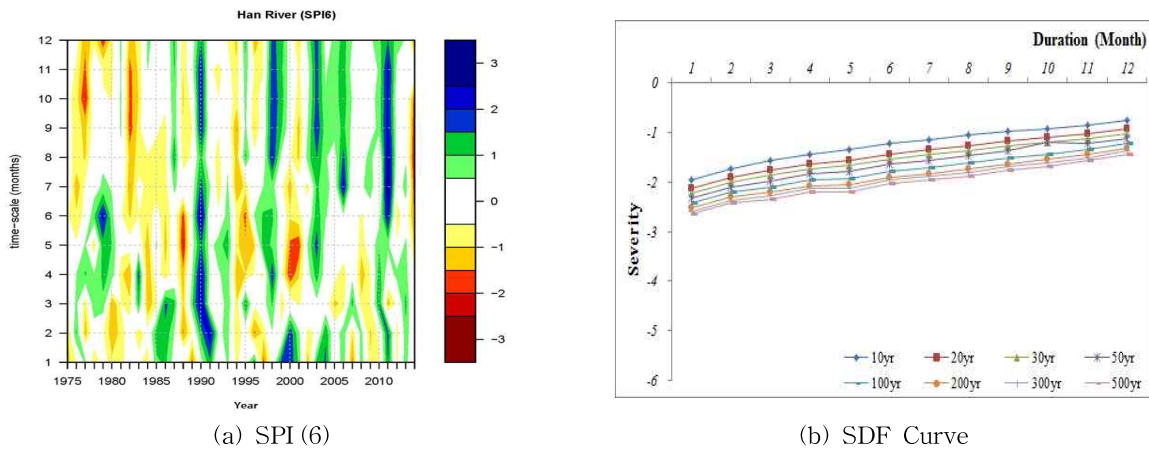 Han River (SPI6)
12
11
10
9
8
7
6
5
4
3
2
1
time-scale (months)
1975 1980 1985 1990 1995 2000 2005 2010
Year
3
2
1
0
-1
-2
-3
(a) SPI (6)
Duration (Month)
1 2 3 4 5 6 7 8 9 10 11 12
0
-1
-2
-3
-4
-5
-6
Severity
10yr 20yr 30yr 50yr
100yr 200yr 300yr 500yr
(b) SDF Curve